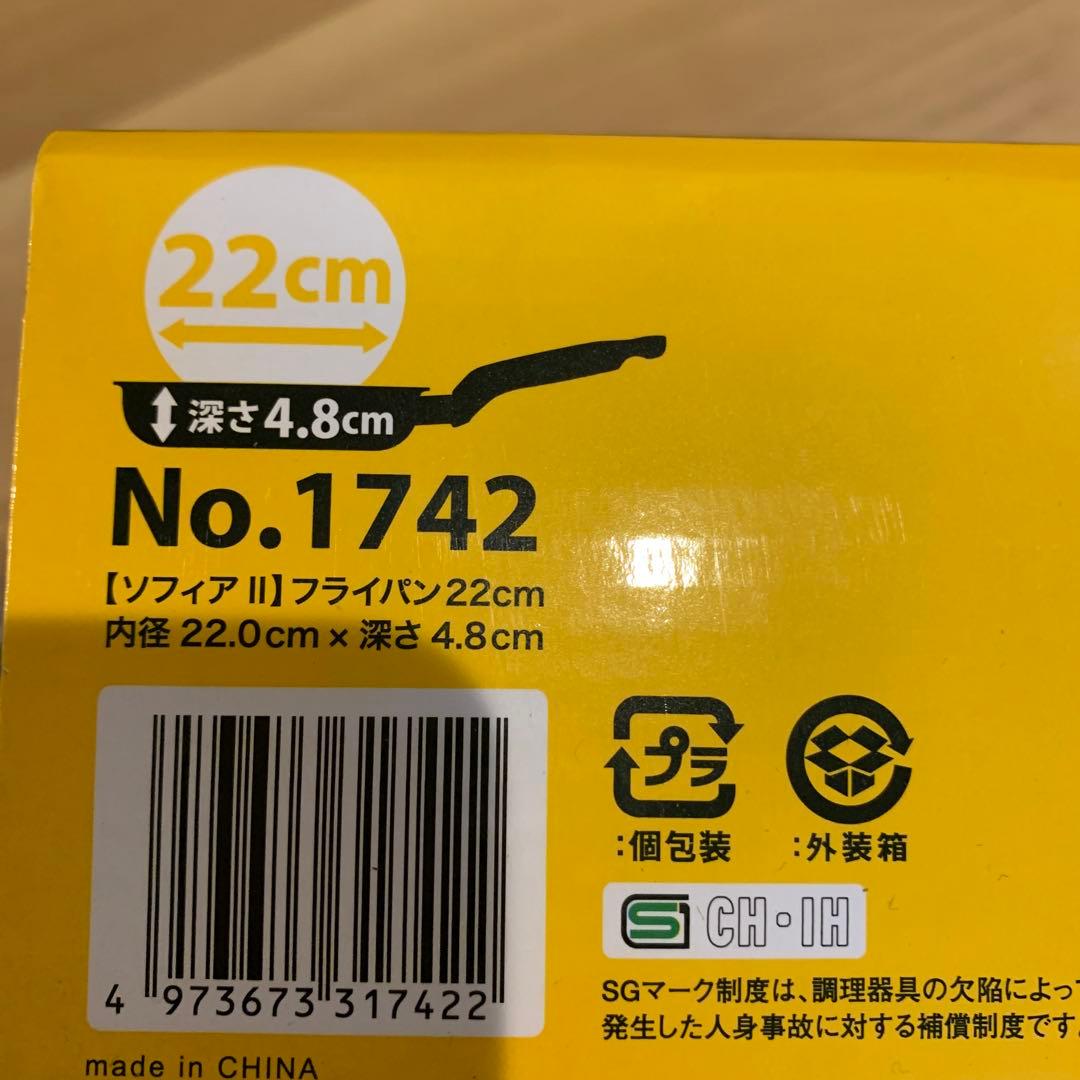 22cm
深さ4.8cm
No.1742
【ソフィアⅡ】フライパン22cm
内径 22.0cm × 深さ 4.8cm
プラ
:個包装
:外装箱
SG CH・IH
4 973673 317422
SGマーク制度は、調理器具の欠陥によって
発生した人身事故に対する補償制度です。
made in CHINA